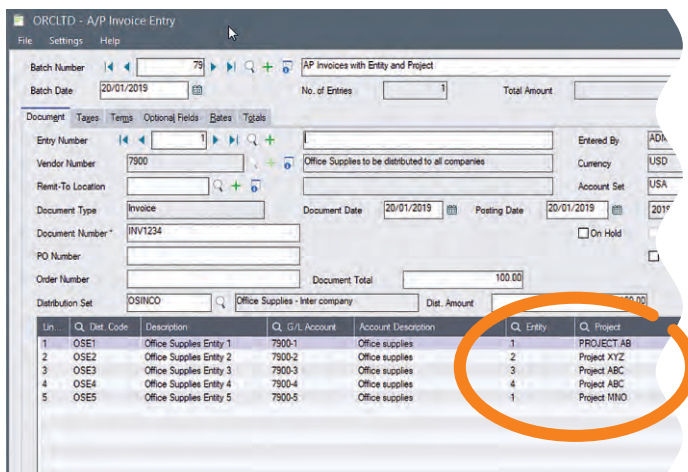 ORCLTD - A/P Invoice Entry
File Settings Help
Batch Number 79 AP Invoices with Entity and Project
Batch Date 20/01/2019 No. of Entries 1 Total Amount
Document Taxes Terms Optional Fields Rates Totals
Entry Number 1 Entered By ADM
Vendor Number 7900 Office Supplies to be distributed to all companies Currency USD
Remit-To Location Account Set USA
Document Type Invoice Document Date 20/01/2019 Posting Date 20/01/2019 2019
Document Number * INV1234 On Hold
PO Number
Order Number Document Total 100.00
Distribution Set OSINCO Office Supplies - Inter company Dist. Amount
Lin... Dist. Code Description G/L Account Account Description Entity Project
1 OSE1 Office Supplies Entity 1 7900-1 Office supplies 1 PROJECT AB
2 OSE2 Office Supplies Entity 2 7900-2 Office supplies 2 Project XYZ
3 OSE3 Office Supplies Entity 3 7900-3 Office supplies 3 Project ABC
4 OSE4 Office Supplies Entity 4 7900-4 Office supplies 4 Project ABC
5 OSE5 Office Supplies Entity 5 7900-5 Office supplies 1 Project MNO